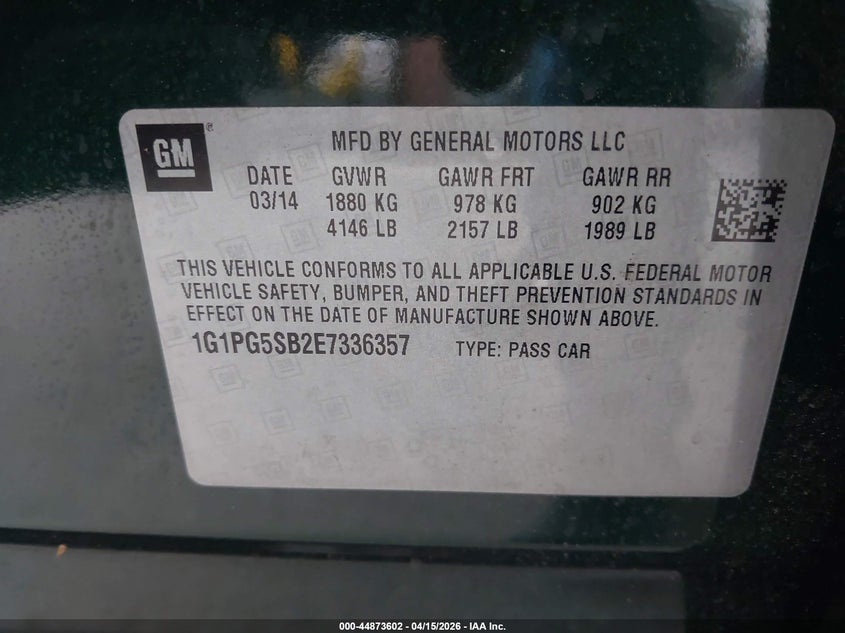 GM®
MFD BY GENERAL MOTORS LLC
DATE GVWR GAWR FRT GAWR RR
03/14 1880 KG 978 KG 902 KG
4146 LB 2157 LB 1989 LB
THIS VEHICLE CONFORMS TO ALL APPLICABLE U.S. FEDERAL MOTOR
VEHICLE SAFETY, BUMPER, AND THEFT PREVENTION STANDARDS IN
EFFECT ON THE DATE OF MANUFACTURE SHOWN ABOVE.
1G1PG5SB2E7336357 TYPE: PASS CAR
000-44873602 - 04/15/2026 - IAA Inc.